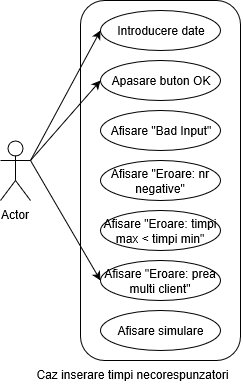 Introducere date
Apasare buton OK
Afisare "Bad Input"
Afisare "Eroare: nr
negative"
Afisare "Eroare: timpi
max < timpi min"
Afisare "Eroare: prea
multi client"
Afisare simulare
Actor
Caz inserare timpi necorespunzatori